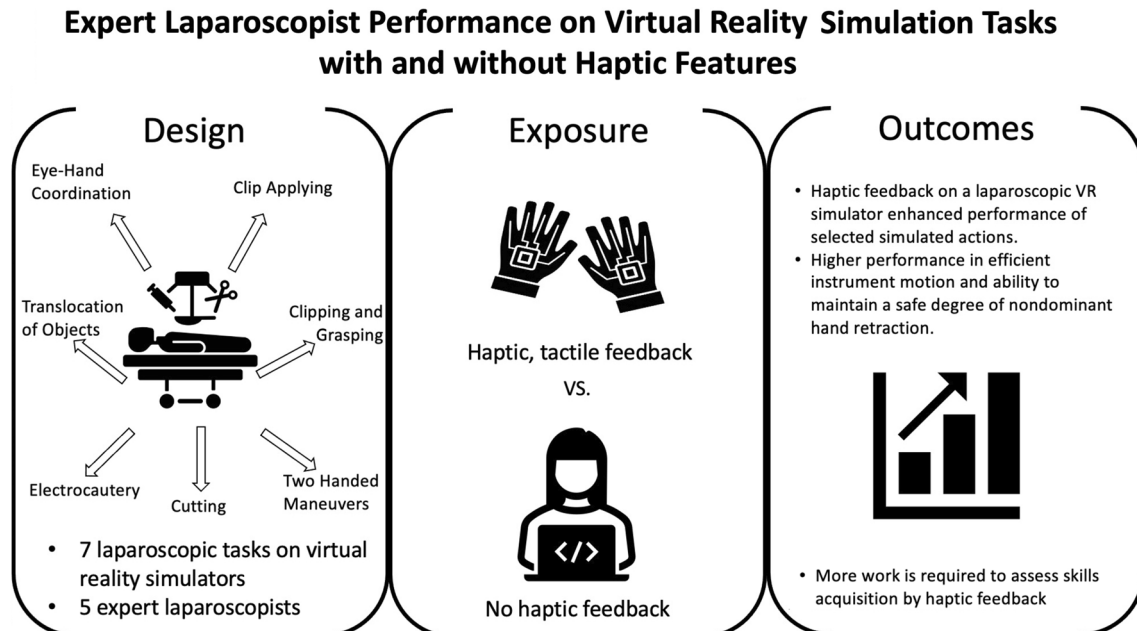 Expert Laparoscopist Performance on Virtual Reality Simulation Tasks
with and without Haptic Features
Design
Eye-Hand
Coordination
Clip Applying
Translocation
of Objects
Clipping and
Grasping
Electrocautery
Cutting
Two Handed
Maneuvers
• 7 laparoscopic tasks on virtual
reality simulators
• 5 expert laparoscopists
Exposure
Haptic, tactile feedback
VS.
</>
No haptic feedback
Outcomes
• Haptic feedback on a laparoscopic VR
simulator enhanced performance of
selected simulated actions.
• Higher performance in efficient
instrument motion and ability to
maintain a safe degree of nondominant
hand retraction.
• More work is required to assess skills
acquisition by haptic feedback